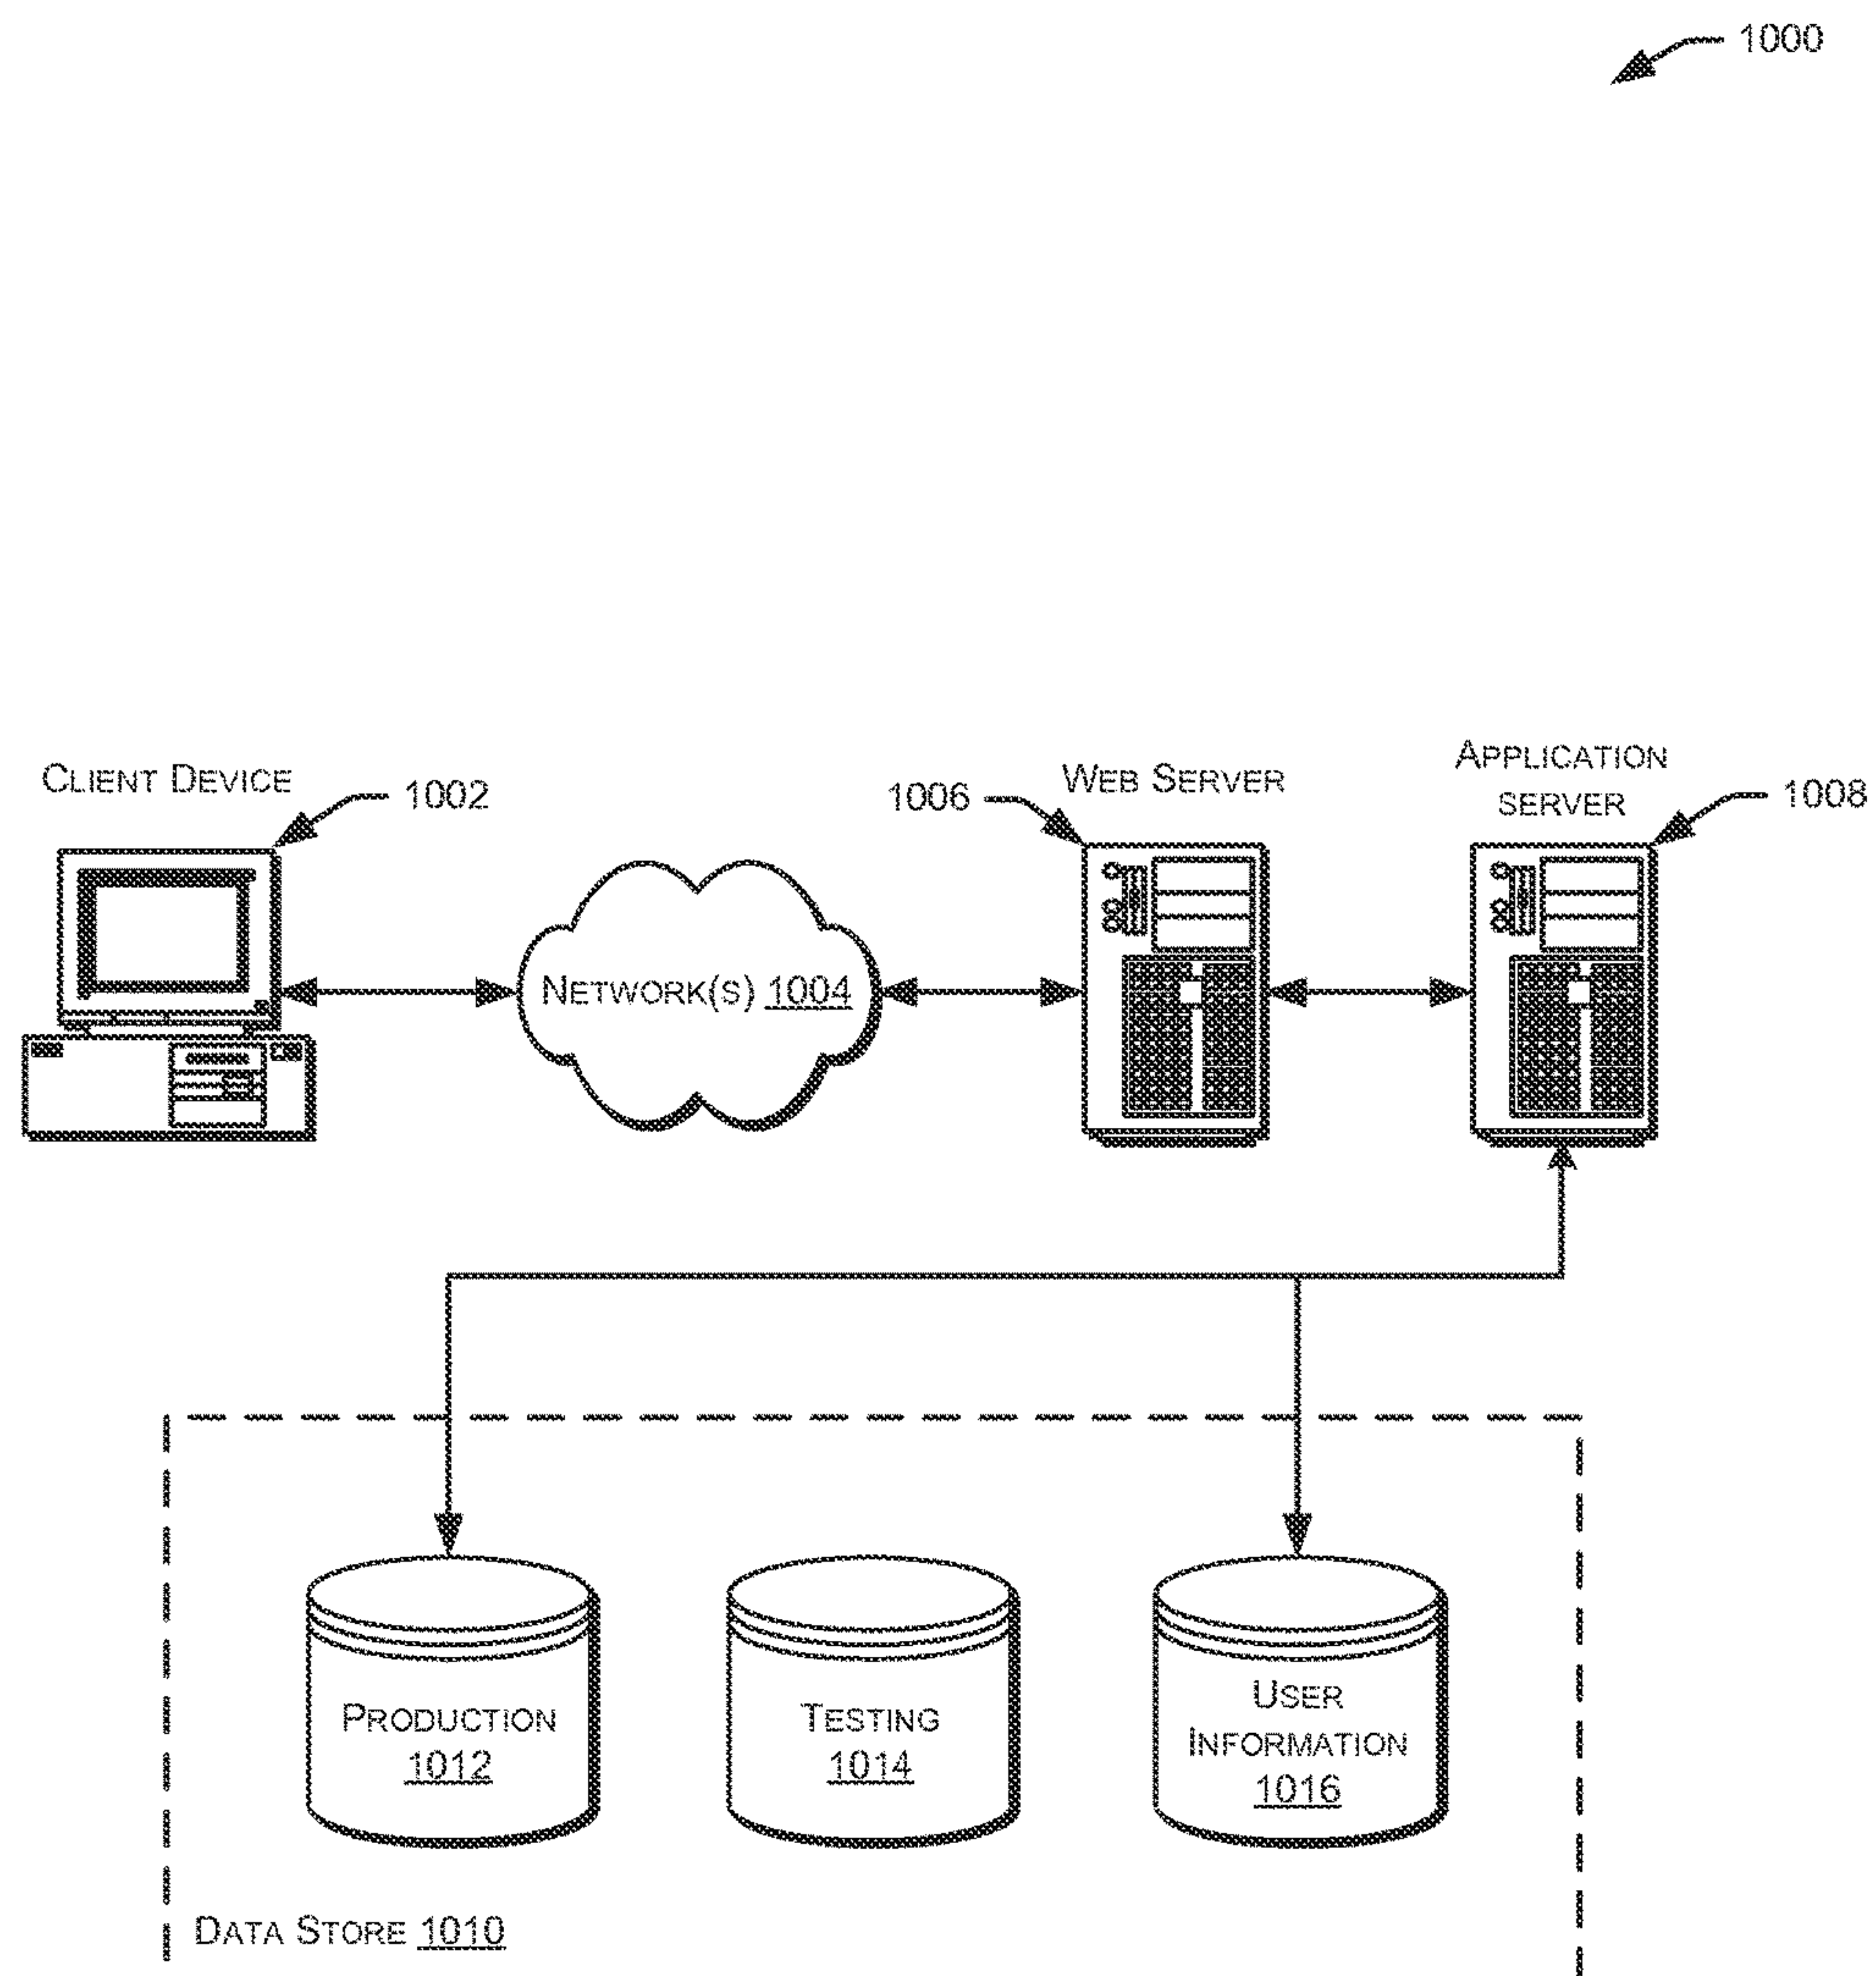 1000
CLIENT DEVICE
1002
1006
WEB SERVER
APPLICATION
SERVER
1008
NETWORK(S) 1004
PRODUCTION
1012
TESTING
1014
USER
INFORMATION
1016
DATA STORE 1010